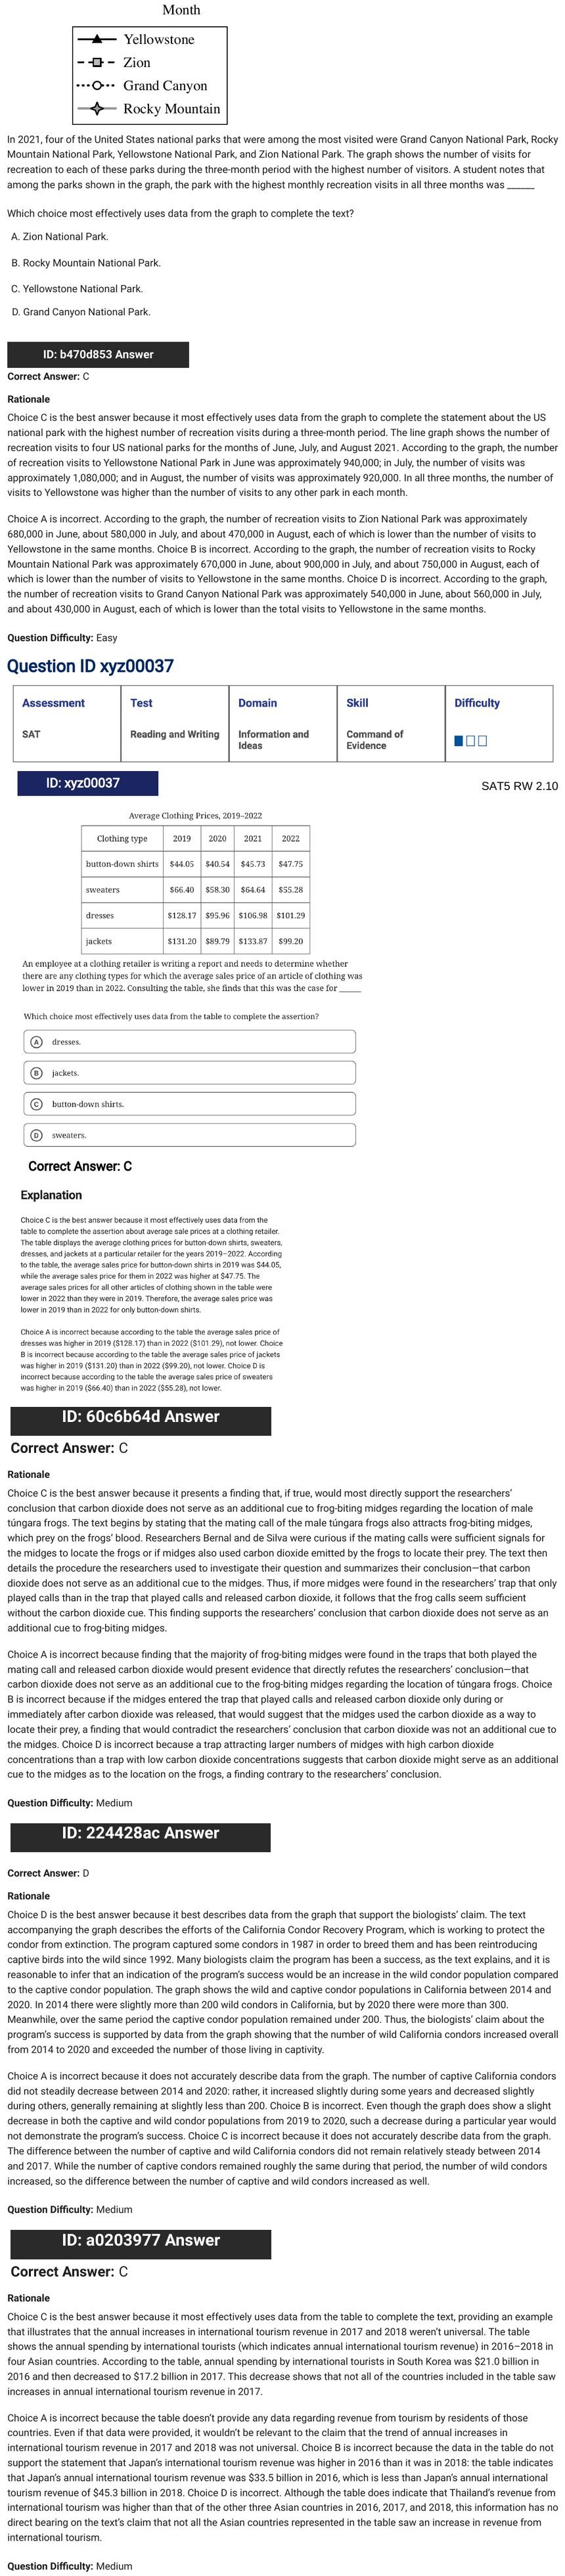 Month
Yellowstone
Zion
Grand Canyon
Rocky Mountain
In 2021, four of the United States national parks that were among the most visited were Grand Canyon National Park, Rocky
Mountain National Park, Yellowstone National Park, and Zion National Park. The graph shows the number of visits for
recreation to each of these parks during the three-month period with the highest number of visitors. A student notes that
among the parks shown in the graph, the park with the highest monthly recreation visits in all three months was ______
Which choice most effectively uses data from the graph to complete the text?
A. Zion National Park.
B. Rocky Mountain National Park.
C. Yellowstone National Park.
D. Grand Canyon National Park.
ID: b470d853 Answer
Correct Answer: C
Rationale
Choice C is the best answer because it most effectively uses data from the graph to complete the statement about the US
national park with the highest number of recreation visits during a three-month period. The line graph shows the number of
recreation visits to four US national parks for the months of June, July, and August 2021. According to the graph, the number
of recreation visits to Yellowstone National Park in June was approximately 940,000; in July, the number of visits was
approximately 1,080,000; and in August, the number of visits was approximately 920,000. In all three months, the number of
visits to Yellowstone was higher than the number of visits to any other park in each month.
Choice A is incorrect. According to the graph, the number of recreation visits to Zion National Park was approximately
680,000 in June, about 580,000 in July, and about 470,000 in August, each of which is lower than the number of visits to
Yellowstone in the same months. Choice B is incorrect. According to the graph, the number of recreation visits to Rocky
Mountain National Park was approximately 670,000 in June, about 900,000 in July, and about 750,000 in August, each of
which is lower than the number of visits to Yellowstone in the same months. Choice D is incorrect. According to the graph,
the number of recreation visits to Grand Canyon National Park was approximately 540,000 in June, about 560,000 in July,
and about 430,000 in August, each of which is lower than the total visits to Yellowstone in the same months.
Question Difficulty: Easy
Question ID xyz00037
Assessment Test Domain Skill Difficulty
SAT Reading and Writing Information and Ideas Command of Evidence
ID: xyz00037
SAT5 RW 2.10
Average Clothing Prices, 2019–2022
Clothing type 2019 2020 2021 2022
button-down shirts $44.05 $40.54 $45.73 $47.75
sweaters $66.40 $58.30 $64.64 $55.28
dresses $128.17 $95.96 $106.98 $101.29
jackets $131.20 $89.79 $133.87 $99.20
An employee at a clothing retailer is writing a report and needs to determine whether
there are any clothing types for which the average sales price of an article of clothing was
lower in 2019 than in 2022. Consulting the table, she finds that this was the case for ______
Which choice most effectively uses data from the table to complete the assertion?
A dresses.
B jackets.
C button-down shirts.
D sweaters.
Correct Answer: C
Explanation
Choice C is the best answer because it most effectively uses data from the
table to complete the assertion about average sale prices at a clothing retailer.
The table displays the average clothing prices for button-down shirts, sweaters,
dresses, and jackets at a particular retailer for the years 2019–2022. According
to the table, the average sales price for button-down shirts in 2019 was $44.05,
while the average sales price for them in 2022 was higher at $47.75. The
average sales prices for all other articles of clothing shown in the table were
lower in 2022 than they were in 2019. Therefore, the average sales price was
lower in 2019 than in 2022 for only button-down shirts.
Choice A is incorrect because according to the table the average sales price of
dresses was higher in 2019 ($128.17) than in 2022 ($101.29), not lower. Choice
B is incorrect because according to the table the average sales price of jackets
was higher in 2019 ($131.20) than in 2022 ($99.20), not lower. Choice D is
incorrect because according to the table the average sales price of sweaters
was higher in 2019 ($66.40) than in 2022 ($55.28), not lower.
ID: 60c6b64d Answer
Correct Answer: C
Rationale
Choice C is the best answer because it presents a finding that, if true, would most directly support the researchers’
conclusion that carbon dioxide does not serve as an additional cue to frog-biting midges regarding the location of male
túngara frogs. The text begins by stating that the mating call of the male túngara frogs also attracts frog-biting midges,
which prey on the frogs’ blood. Researchers Bernal and de Silva were curious if the mating calls were sufficient signals for
the midges to locate the frogs or if midges also used carbon dioxide emitted by the frogs to locate their prey. The text then
details the procedure the researchers used to investigate their question and summarizes their conclusion—that carbon
dioxide does not serve as an additional cue to the midges. Thus, if more midges were found in the researchers’ trap that only
played calls than in the trap that played calls and released carbon dioxide, it follows that the frog calls seem sufficient
without the carbon dioxide cue. This finding supports the researchers’ conclusion that carbon dioxide does not serve as an
additional cue to frog-biting midges.
Choice A is incorrect because finding that the majority of frog-biting midges were found in the traps that both played the
mating call and released carbon dioxide would present evidence that directly refutes the researchers’ conclusion—that
carbon dioxide does not serve as an additional cue to the frog-biting midges regarding the location of túngara frogs. Choice
B is incorrect because if the midges entered the trap that played calls and released carbon dioxide only during or
immediately after carbon dioxide was released, that would suggest that the midges used the carbon dioxide as a way to
locate their prey, a finding that would contradict the researchers’ conclusion that carbon dioxide was not an additional cue to
the midges. Choice D is incorrect because a trap attracting larger numbers of midges with high carbon dioxide
concentrations than a trap with low carbon dioxide concentrations suggests that carbon dioxide might serve as an additional
cue to the midges as to the location on the frogs, a finding contrary to the researchers’ conclusion.
Question Difficulty: Medium
ID: 224428ac Answer
Correct Answer: D
Rationale
Choice D is the best answer because it best describes data from the graph that support the biologists’ claim. The text
accompanying the graph describes the efforts of the California Condor Recovery Program, which is working to protect the
condor from extinction. The program captured some condors in 1987 in order to breed them and has been reintroducing
captive birds into the wild since 1992. Many biologists claim the program has been a success, as the text explains, and it is
reasonable to infer that an indication of the program’s success would be an increase in the wild condor population compared
to the captive condor population. The graph shows the wild and captive condor populations in California between 2014 and
2020. In 2014 there were slightly more than 200 wild condors in California, but by 2020 there were more than 300.
Meanwhile, over the same period the captive condor population remained under 200. Thus, the biologists’ claim about the
program’s success is supported by data from the graph showing that the number of wild California condors increased overall
from 2014 to 2020 and exceeded the number of those living in captivity.
Choice A is incorrect because it does not accurately describe data from the graph. The number of captive California condors
did not steadily decrease between 2014 and 2020: rather, it increased slightly during some years and decreased slightly
during others, generally remaining at slightly less than 200. Choice B is incorrect. Even though the graph does show a slight
decrease in both the captive and wild condor populations from 2019 to 2020, such a decrease during a particular year would
not demonstrate the program’s success. Choice C is incorrect because it does not accurately describe data from the graph.
The difference between the number of captive and wild California condors did not remain relatively steady between 2014
and 2017. While the number of captive condors remained roughly the same during that period, the number of wild condors
increased, so the difference between the number of captive and wild condors increased as well.
Question Difficulty: Medium
ID: a0203977 Answer
Correct Answer: C
Rationale
Choice C is the best answer because it most effectively uses data from the table to complete the text, providing an example
that illustrates that the annual increases in international tourism revenue in 2017 and 2018 weren’t universal. The table
shows the annual spending by international tourists (which indicates annual international tourism revenue) in 2016–2018 in
four Asian countries. According to the table, annual spending by international tourists in South Korea was $21.0 billion in
2016 and then decreased to $17.2 billion in 2017. This decrease shows that not all of the countries included in the table saw
increases in annual international tourism revenue in 2017.
Choice A is incorrect because the table doesn’t provide any data regarding revenue from tourism by residents of those
countries. Even if that data were provided, it wouldn’t be relevant to the claim that the trend of annual increases in
international tourism revenue in 2017 and 2018 was not universal. Choice B is incorrect because the data in the table do not
support the statement that Japan’s international tourism revenue was higher in 2016 than it was in 2018: the table indicates
that Japan’s annual international tourism revenue was $33.5 billion in 2016, which is less than Japan’s annual international
tourism revenue of $45.3 billion in 2018. Choice D is incorrect. Although the table does indicate that Thailand’s revenue from
international tourism was higher than that of the other three Asian countries in 2016, 2017, and 2018, this information has no
direct bearing on the text’s claim that not all the Asian countries represented in the table saw an increase in revenue from
international tourism.
Question Difficulty: Medium